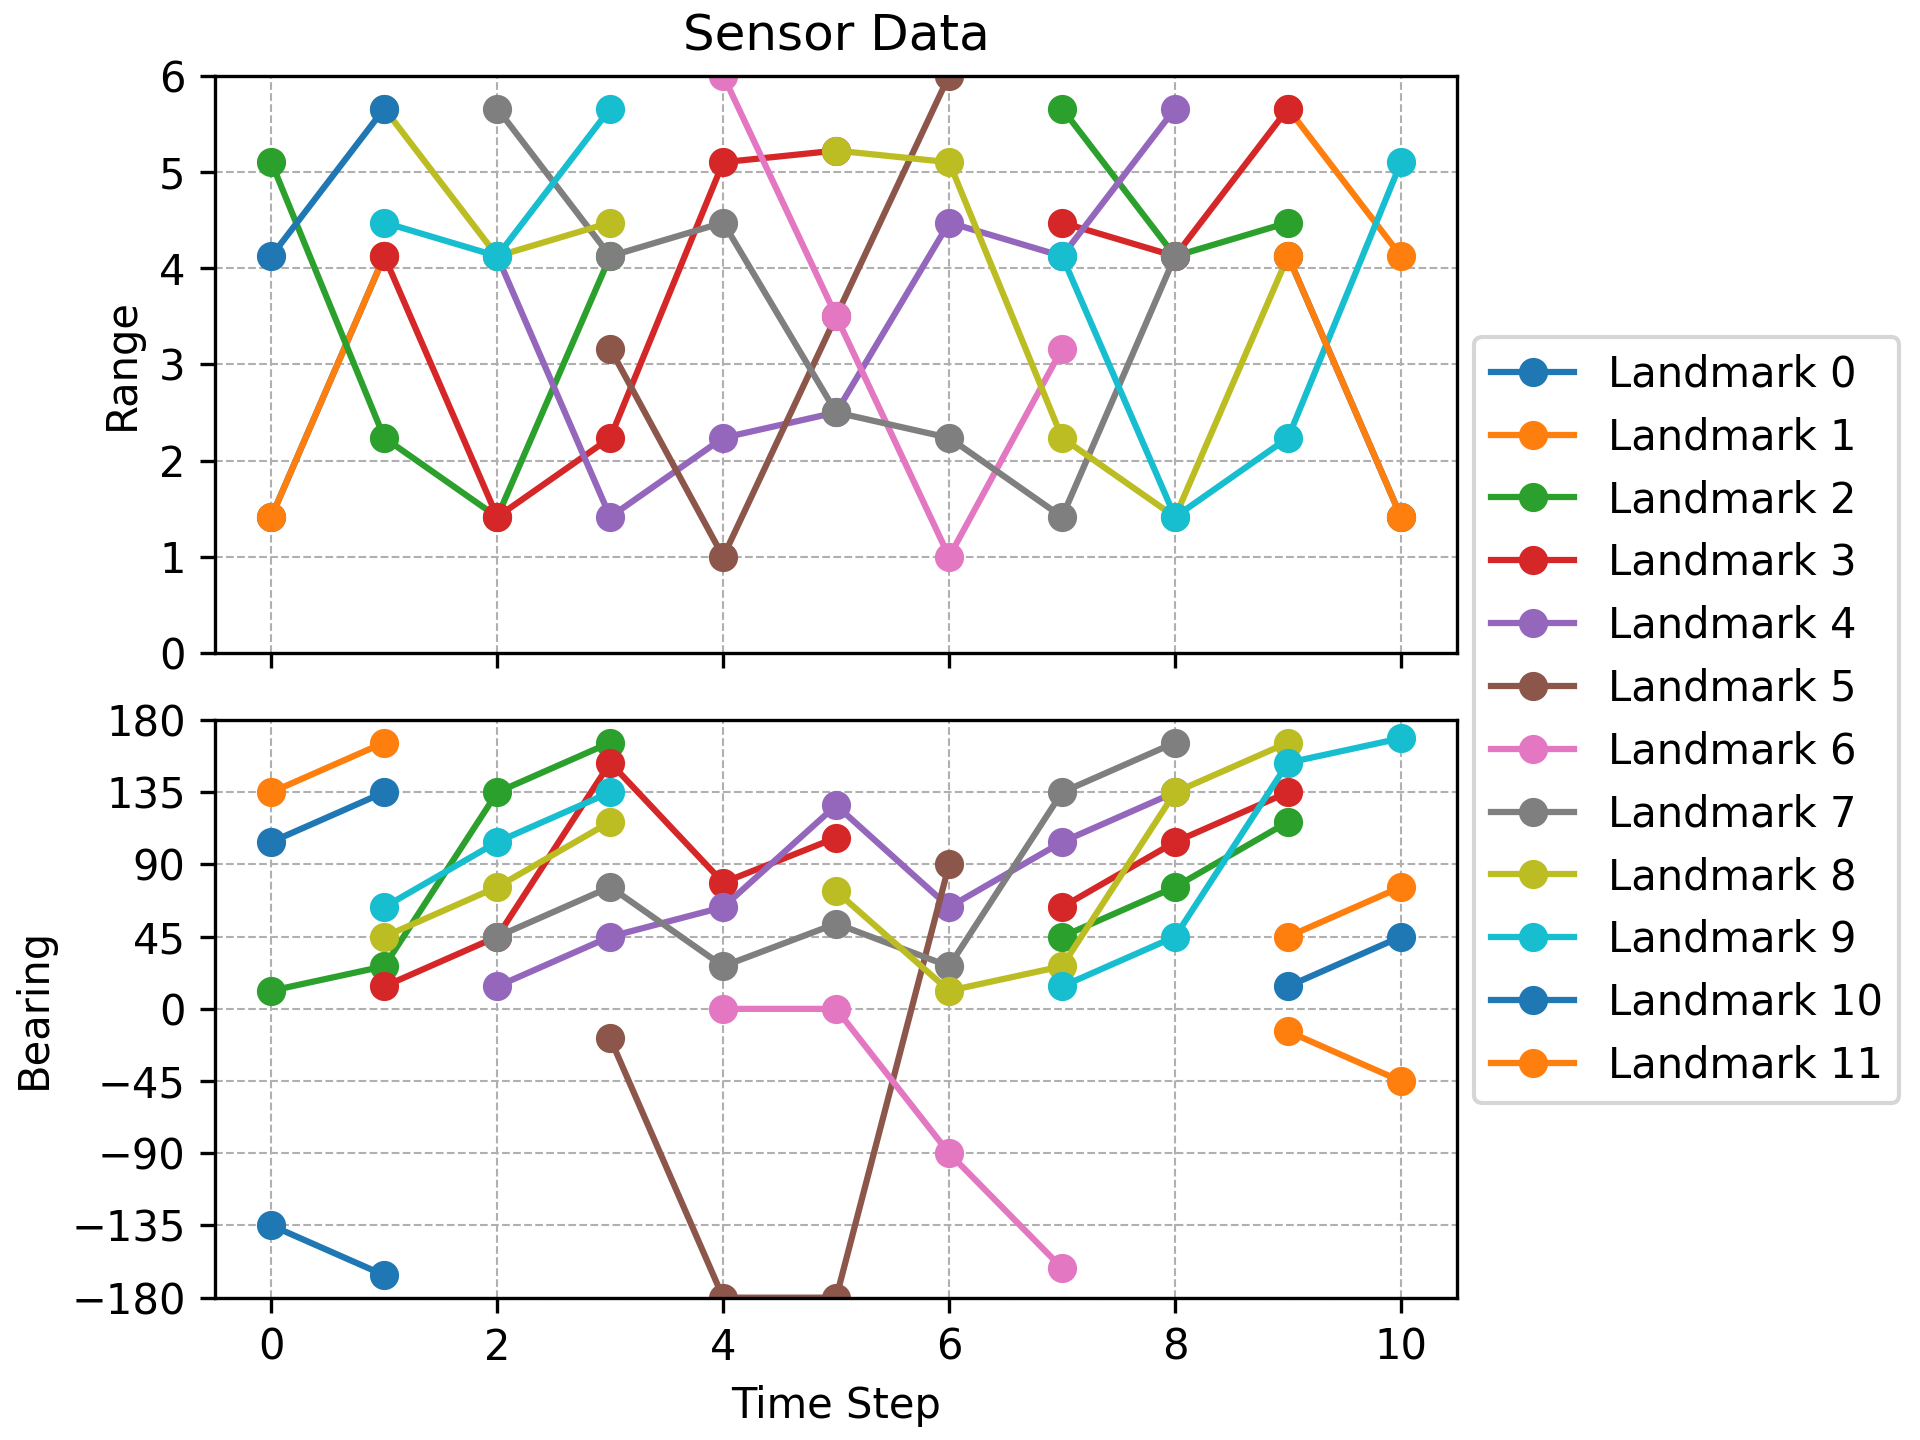 Sensor Data
6
5
4
3
2
1
0
Range
180
135
90
45
0
−45
−90
−135
−180
Bearing
0 2 4 6 8 10
Time Step
Landmark 0
Landmark 1
Landmark 2
Landmark 3
Landmark 4
Landmark 5
Landmark 6
Landmark 7
Landmark 8
Landmark 9
Landmark 10
Landmark 11